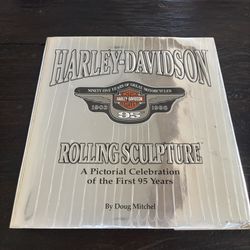 HARLEY-DAVIDSON
NINETY FIVE YEARS OF GREAT MOTORCYCLES
1903 1998
HARLEY-DAVIDSON
95
ROLLING SCULPTURE
A Pictorial Celebration
of the First 95 Years
By Doug Mitchel